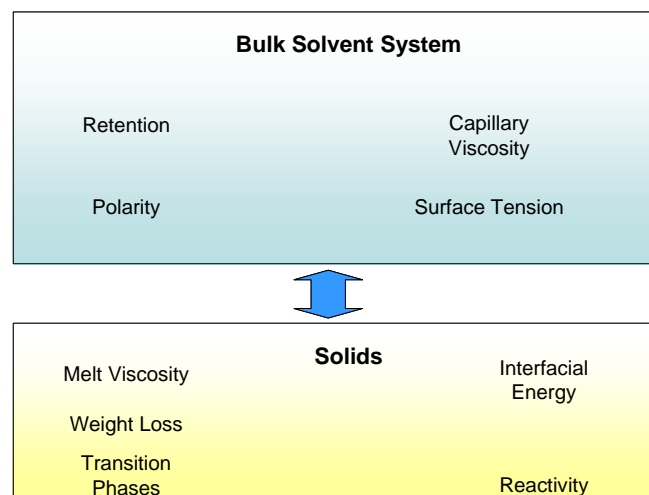 Bulk Solvent System
Retention
Capillary
Viscosity
Polarity
Surface Tension
Solids
Melt Viscosity
Interfacial
Energy
Weight Loss
Transition
Phases
Reactivity